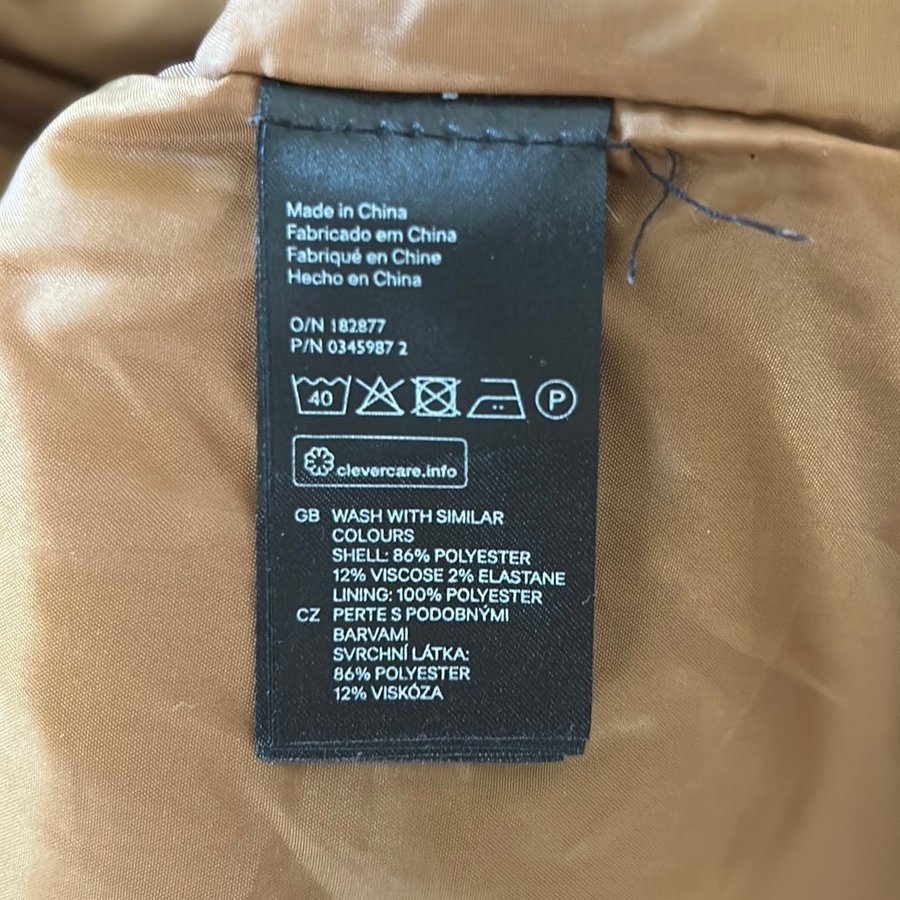 Made in China
Fabricado em China
Fabriqué en Chine
Hecho en China
O/N 182877
P/N 0345987 2
40 P
clevercare.info
GB WASH WITH SIMILAR
COLOURS
SHELL: 86% POLYESTER
12% VISCOSE 2% ELASTANE
LINING: 100% POLYESTER
CZ PERTE S PODOBNÝMI
BARVAMI
SVRCHNÍ LÁTKA:
86% POLYESTER
12% VISKÓZA